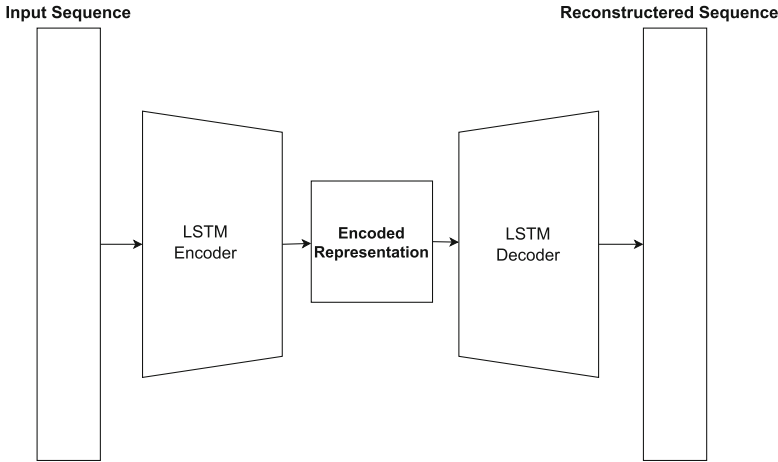 Input Sequence
Reconstructered Sequence
LSTM
Encoder
Encoded
Representation
LSTM
Decoder